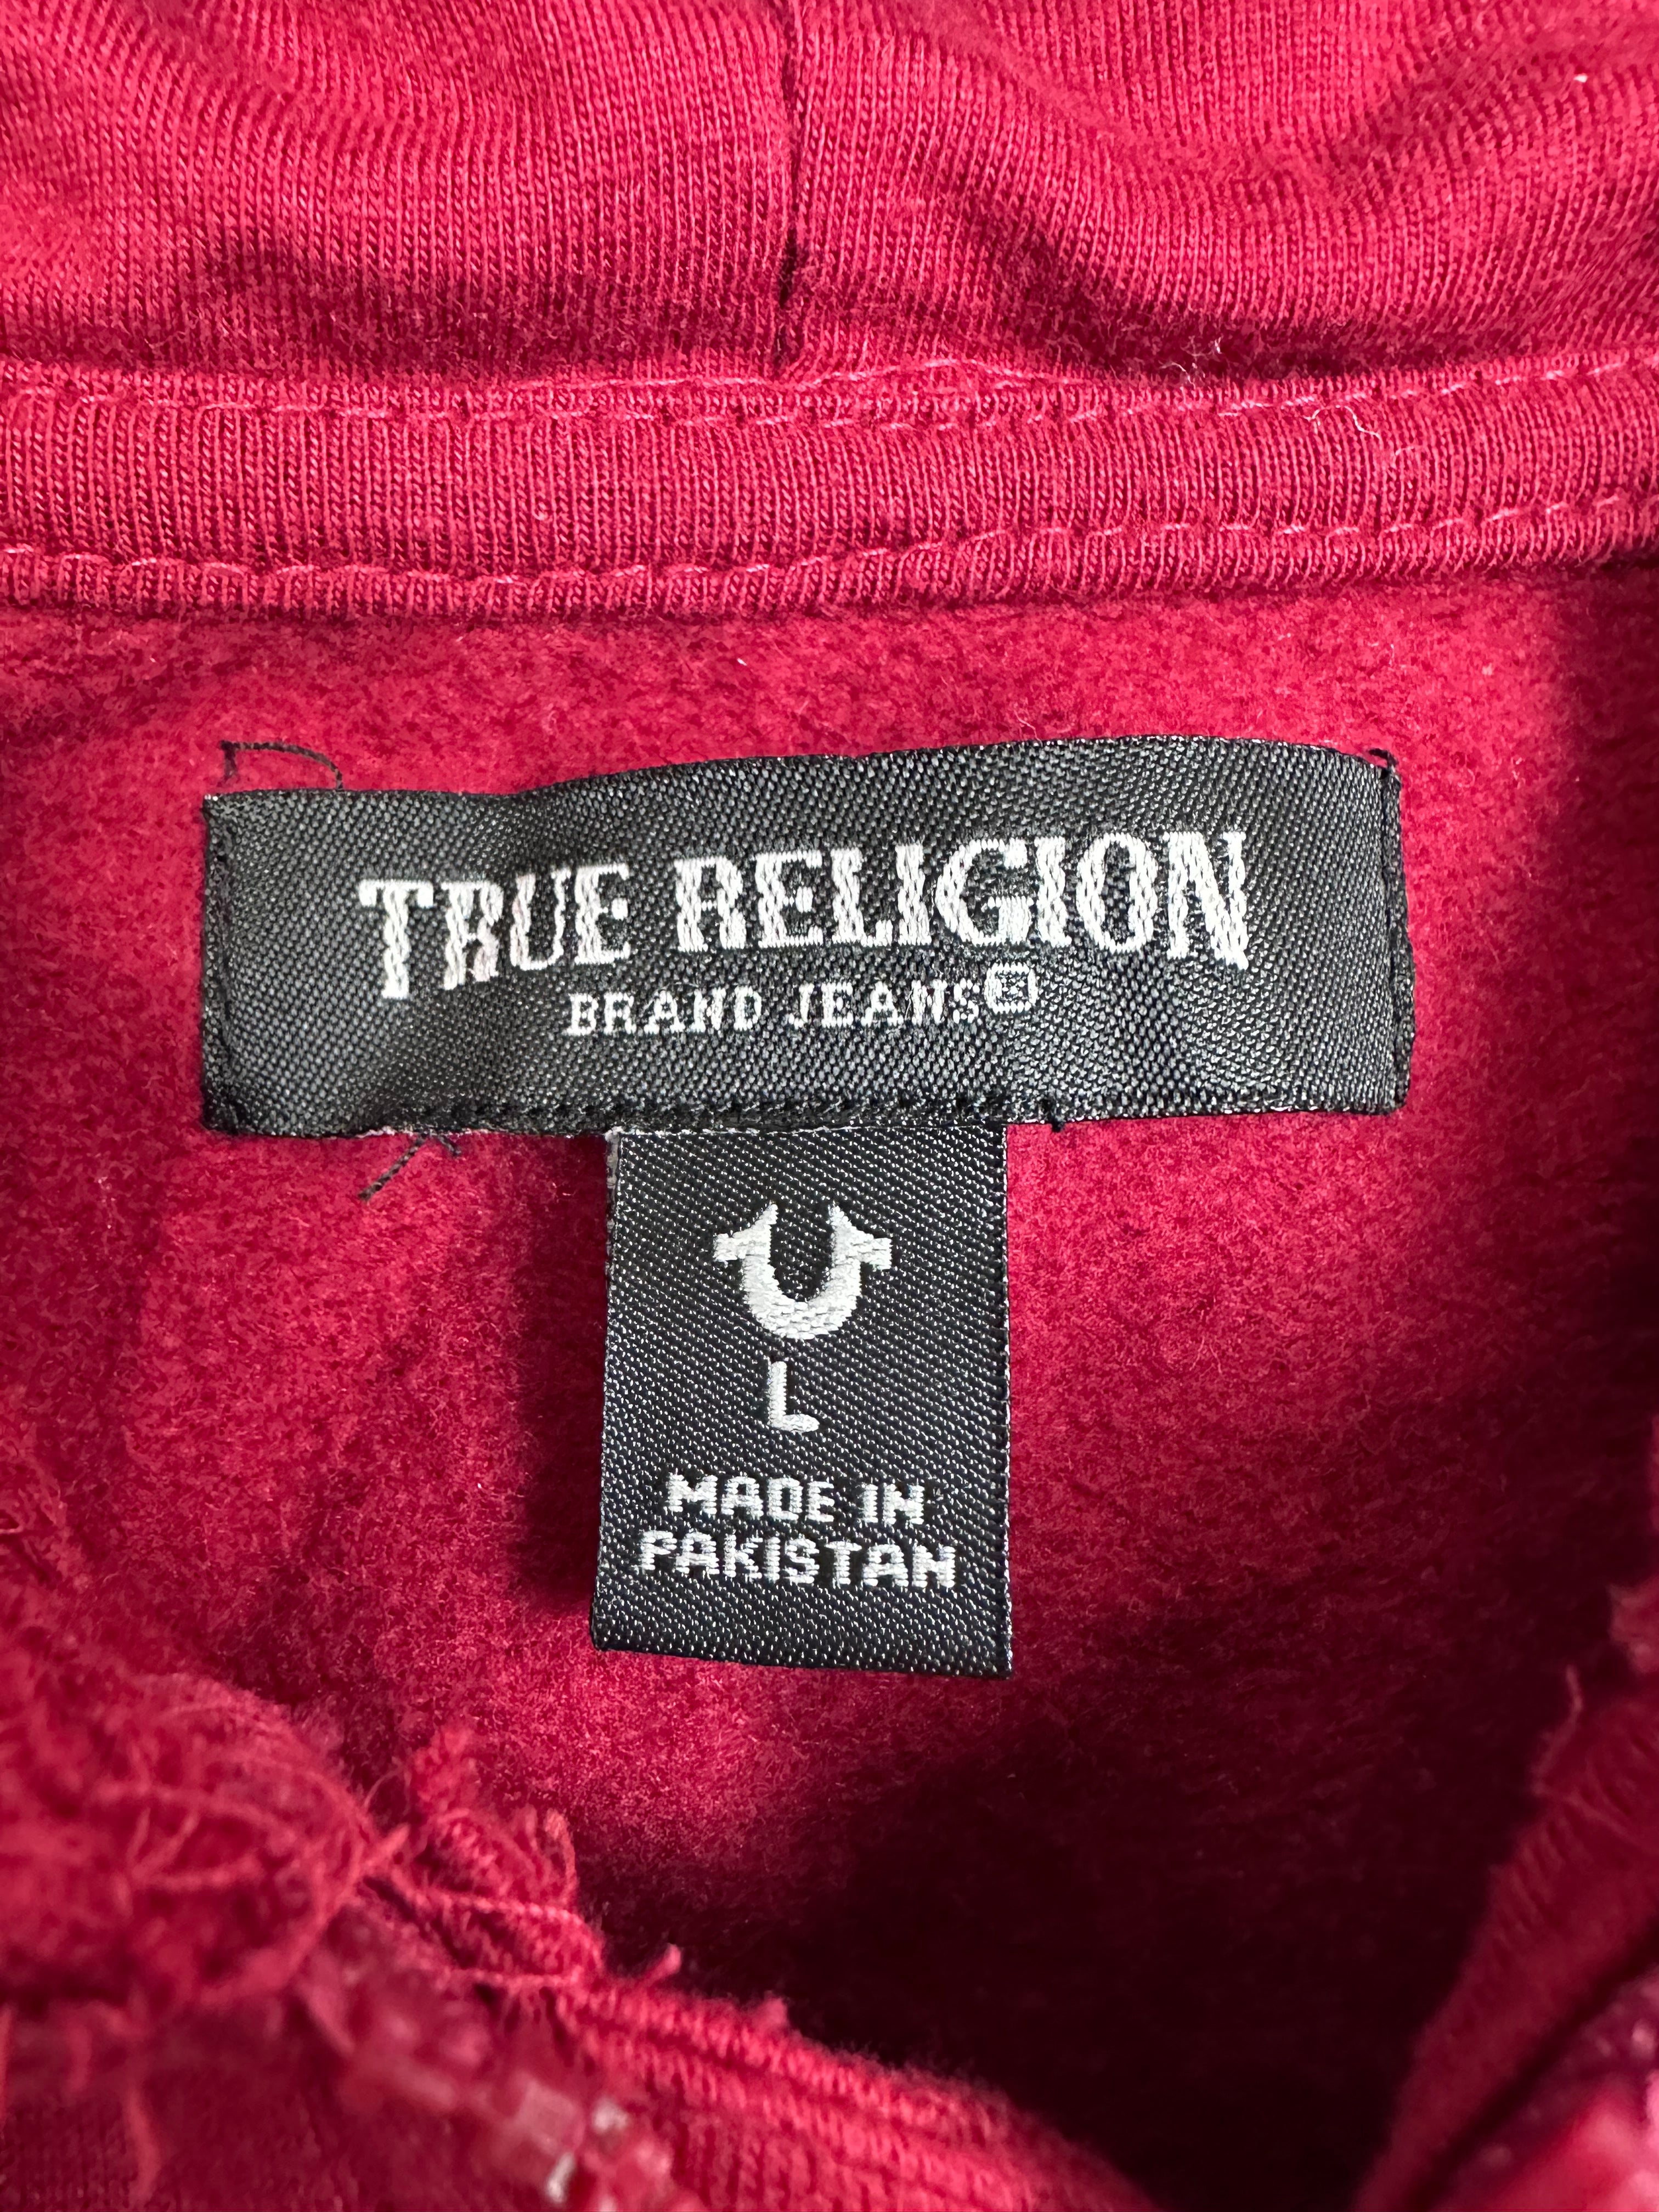 TRUE RELIGION
BRAND JEANS®
L
MADE IN
PAKISTAN